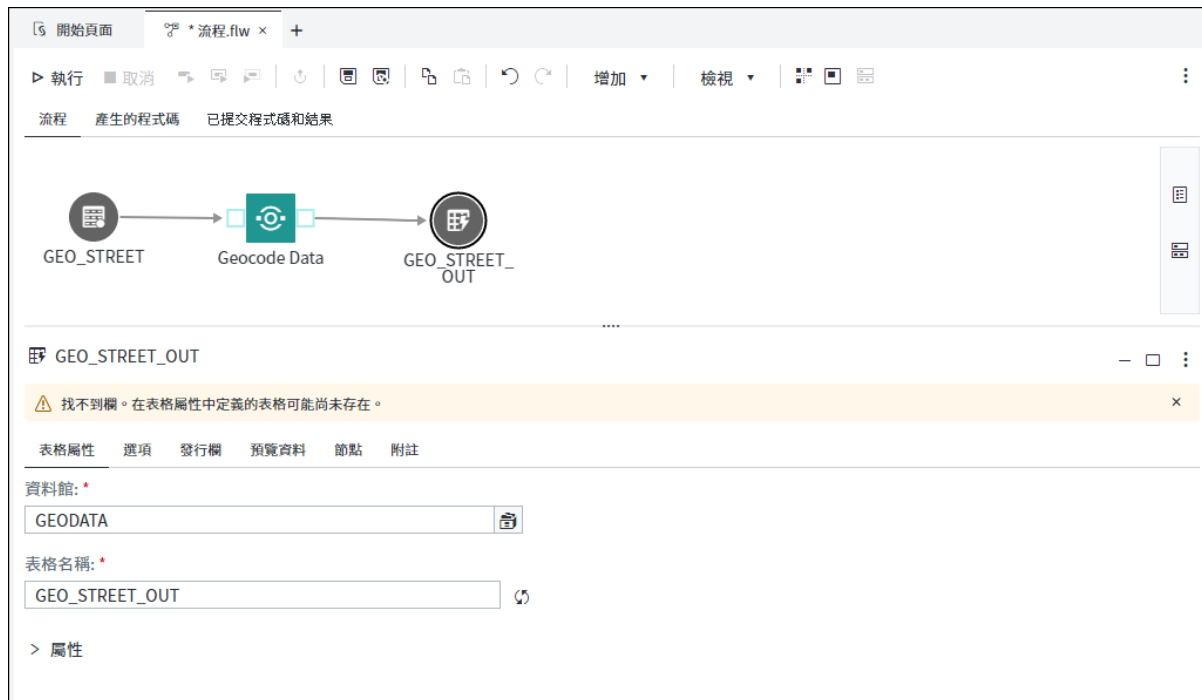 開始頁面
* 流程.flw × +
執行 取消 增加 ▼ 檢視 ▼
流程 產生的程式碼 已提交程式碼和結果
GEO_STREET
Geocode Data
GEO_STREET_
OUT
GEO_STREET_OUT
找不到欄。在表格屬性中定義的表格可能尚未存在。 ×
表格屬性 選項 發行欄 預覽資料 節點 附註
資料館: *
GEODATA
表格名稱: *
GEO_STREET_OUT
> 屬性